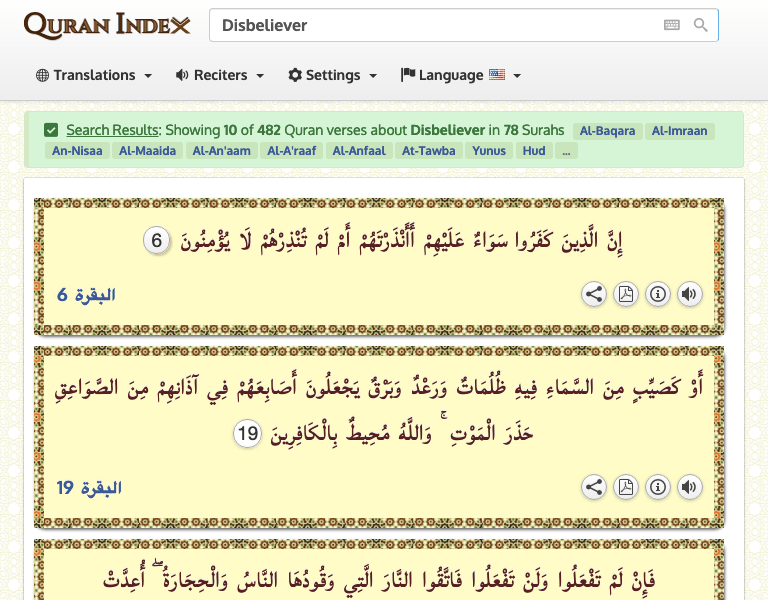 QURAN INDEX
Disbeliever
Translations Reciters Settings Language
Search Results: Showing 10 of 482 Quran verses about Disbeliever in 78 Surahs Al-Baqara Al-Imraan
An-Nisaa Al-Maaida Al-An'aam Al-A'raaf Al-Anfaal At-Tawba Yunus Hud ...
إِنَّ الَّذِينَ كَفَرُوا سَوَاءٌ عَلَيْهِمْ أَأَنْذَرْتَهُمْ أَمْ لَمْ تُنْذِرْهُمْ لَا يُؤْمِنُونَ 6
البقرة 6
أَوْ كَصَيِّبٍ مِنَ السَّمَاءِ فِيهِ ظُلُمَاتٌ وَرَعْدٌ وَبَرْقٌ يَجْعَلُونَ أَصَابِعَهُمْ فِي آذَانِهِمْ مِنَ الصَّوَاعِقِ
حَذَرَ الْمَوْتِ ۚ وَاللَّهُ مُحِيطٌ بِالْكَافِرِينَ 19
البقرة 19
فَإِنْ لَمْ تَفْعَلُوا وَلَنْ تَفْعَلُوا فَاتَّقُوا النَّارَ الَّتِي وَقُودُهَا النَّاسُ وَالْحِجَارَةُ ۖ أُعِدَّتْ